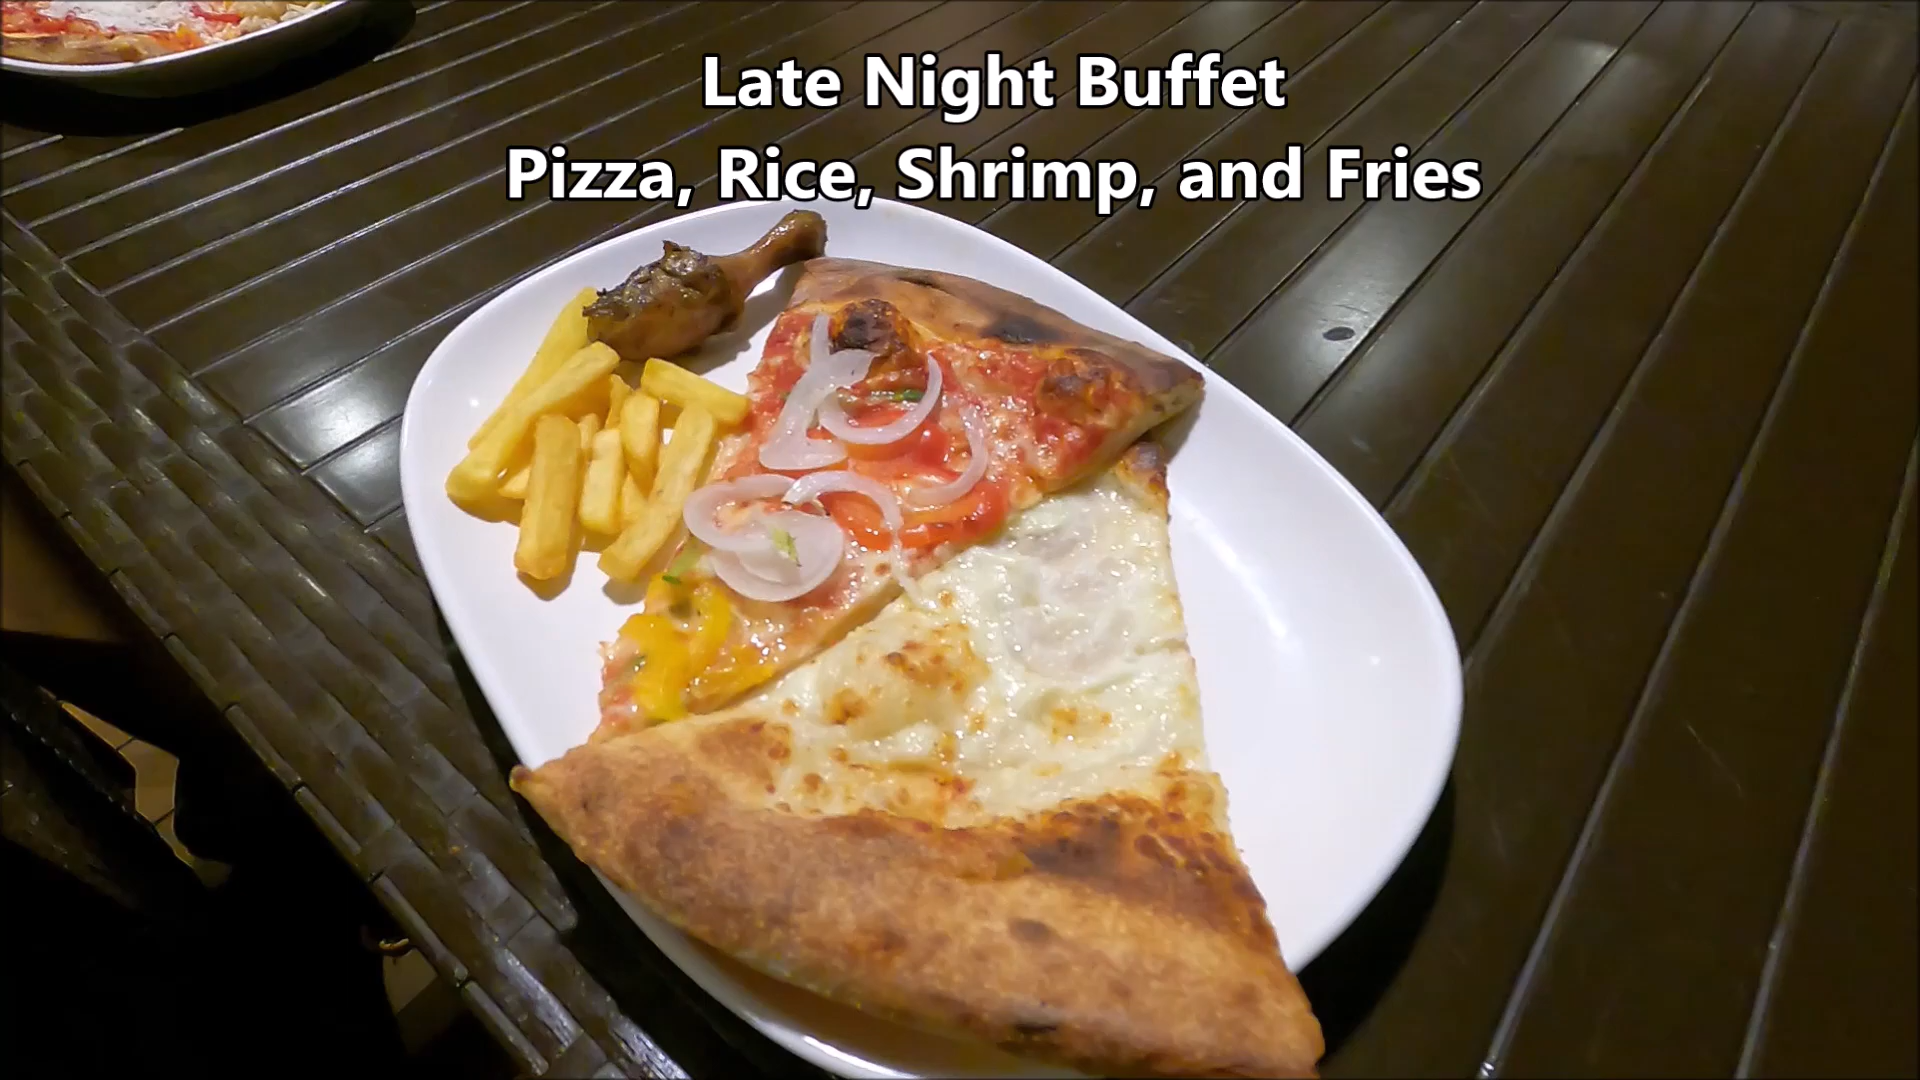 Late Night Buffet
Pizza, Rice, Shrimp, and Fries